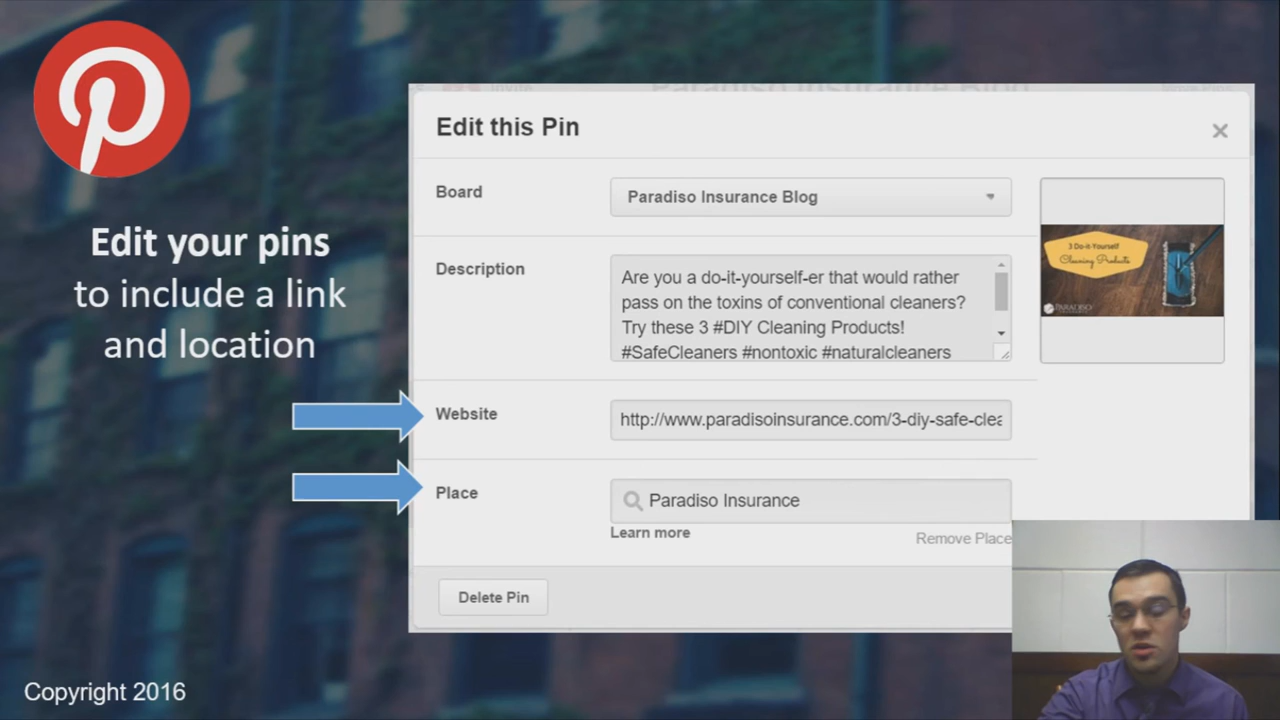 Edit your pins
to include a link
and location
Edit this Pin
Board
Paradiso Insurance Blog
Description
Are you a do-it-yourself-er that would rather
pass on the toxins of conventional cleaners?
Try these 3 #DIY Cleaning Products!
#SafeCleaners #nontoxic #naturalcleaners
3 Do-it-Yourself
Cleaning Products
PARADISO
Website
http://www.paradisoinsurance.com/3-diy-safe-clea
Place
Paradiso Insurance
Learn more
Remove Place
Delete Pin
Copyright 2016